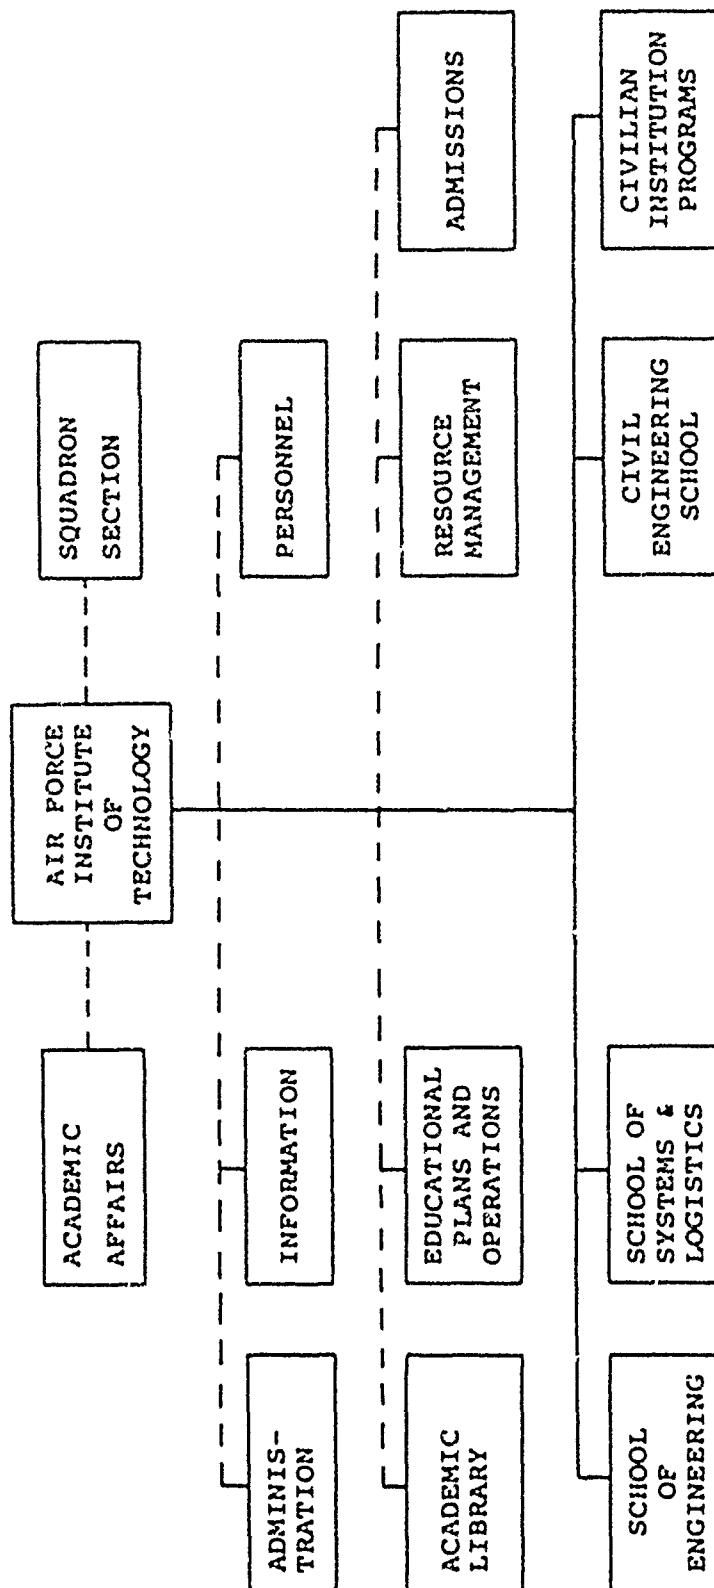 ACADEMIC
AFFAIRS
AIR FORCE
INSTITUTE
OF
TECHNOLOGY
SQUADRON
SECTION
ADMINIS-
TRATION
INFORMATION
PERSONNEL
ACADEMIC
LIBRARY
EDUCATIONAL
PLANS AND
OPERATIONS
RESOURCE
MANAGEMENT
ADMISSIONS
SCHOOL
OF
ENGINEERING
SCHOOL OF
SYSTEMS &
LOGISTICS
CIVIL
ENGINEERING
SCHOOL
CIVILIAN
INSTITUTION
PROGRAMS